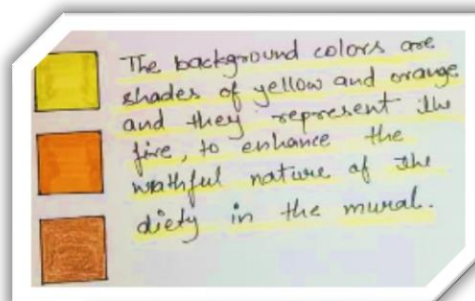 The background colors are
shades of yellow and orange
and they represent the
fire, to enhance the
wrathful nature of the
diety in the mural.